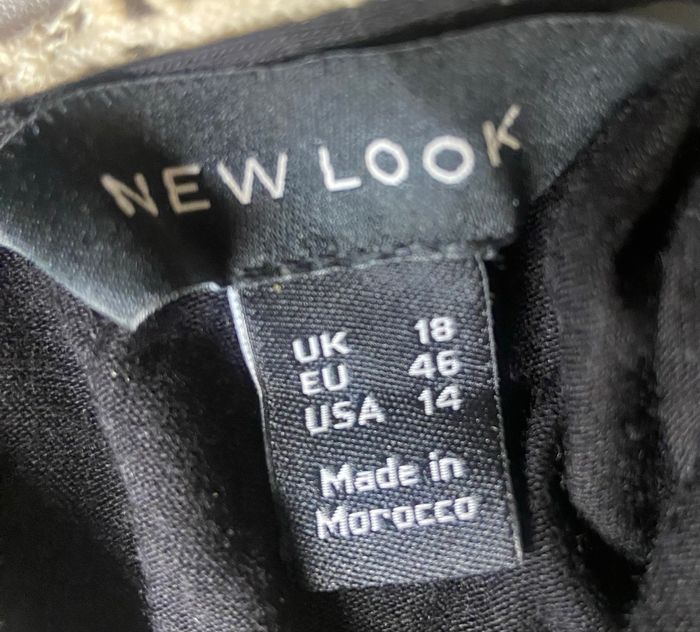 NEW LOOK
UK 18
EU 46
USA 14
Made in
Morocco